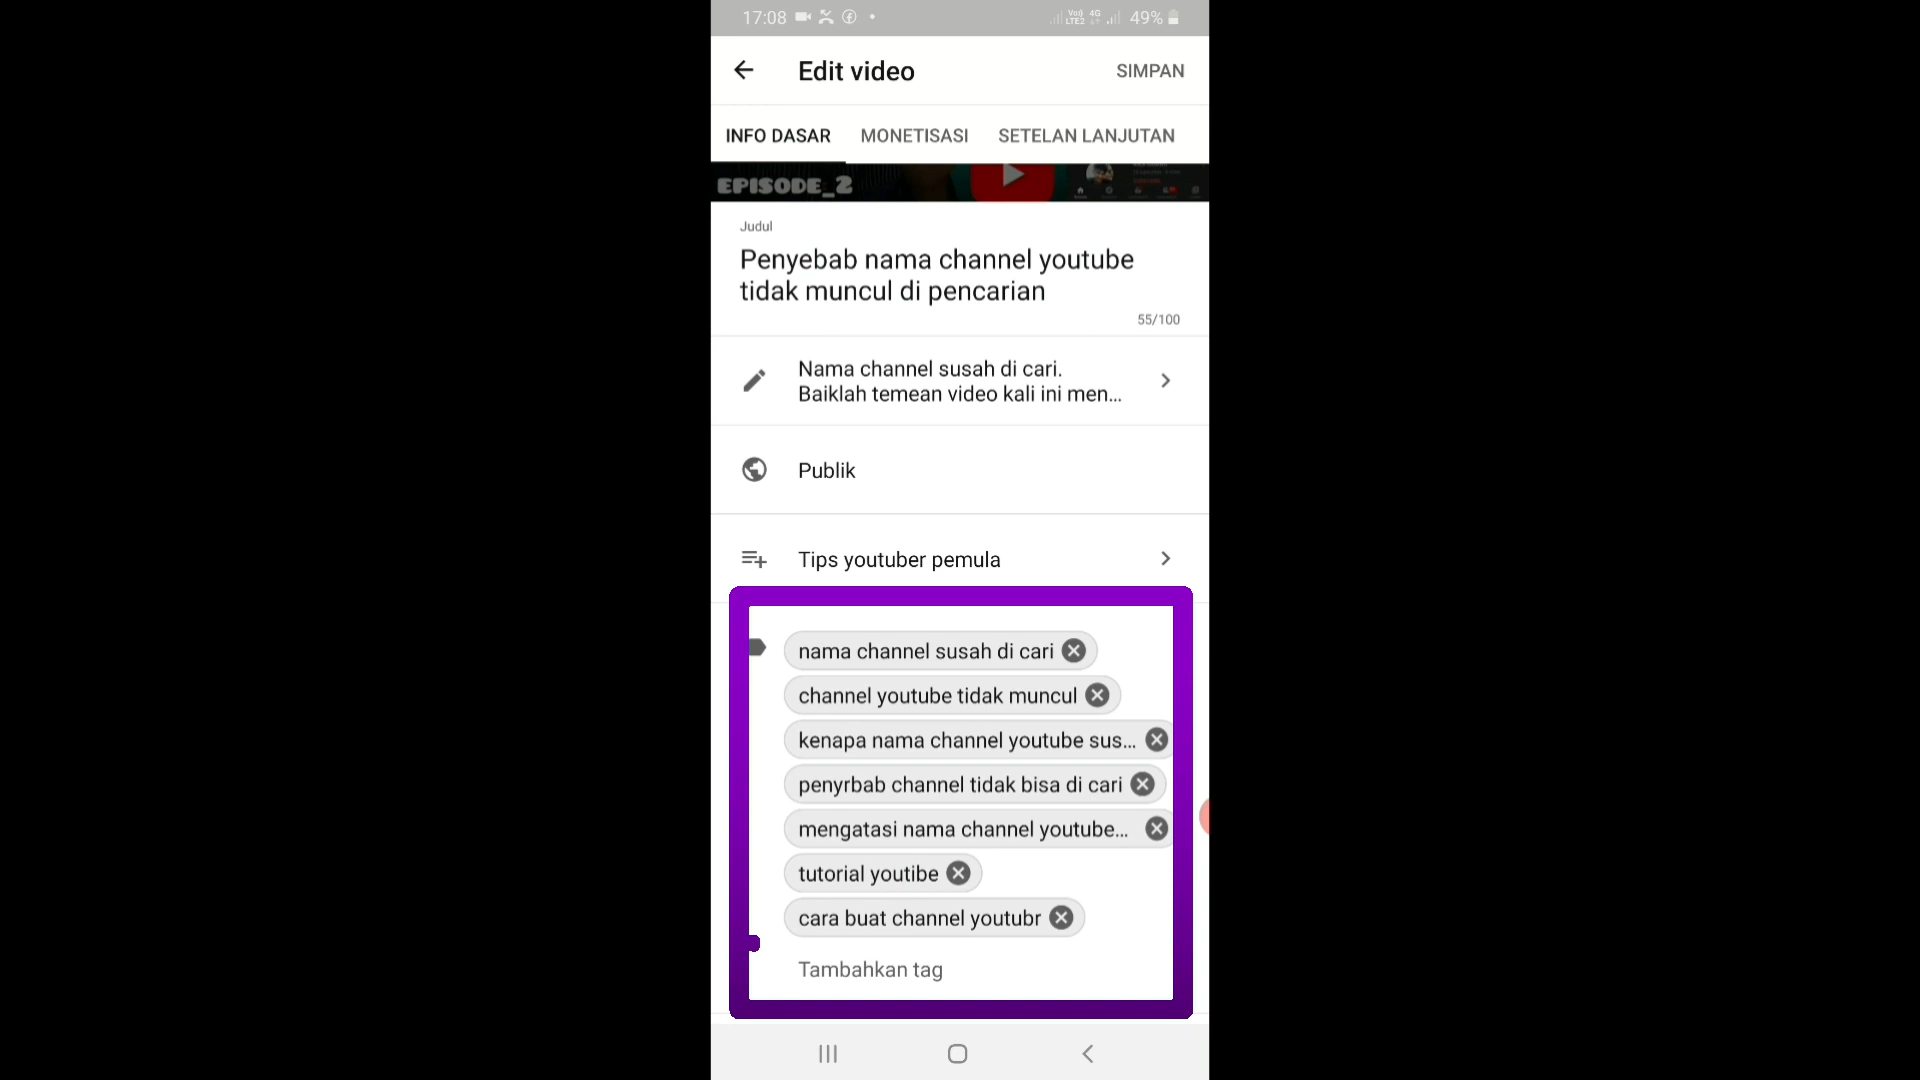 17:08
Vo)) 4G
LTE2
49%
Edit video
SIMPAN
INFO DASAR
MONETISASI
SETELAN LANJUTAN
EPISODE_2
Judul
Penyebab nama channel youtube
tidak muncul di pencarian
55/100
Nama channel susah di cari.
Baiklah temean video kali ini men...
Publik
Tips youtuber pemula
nama channel susah di cari
channel youtube tidak muncul
kenapa nama channel youtube sus...
penyrbab channel tidak bisa di cari
mengatasi nama channel youtube...
tutorial youtibe
cara buat channel youtubr
Tambahkan tag